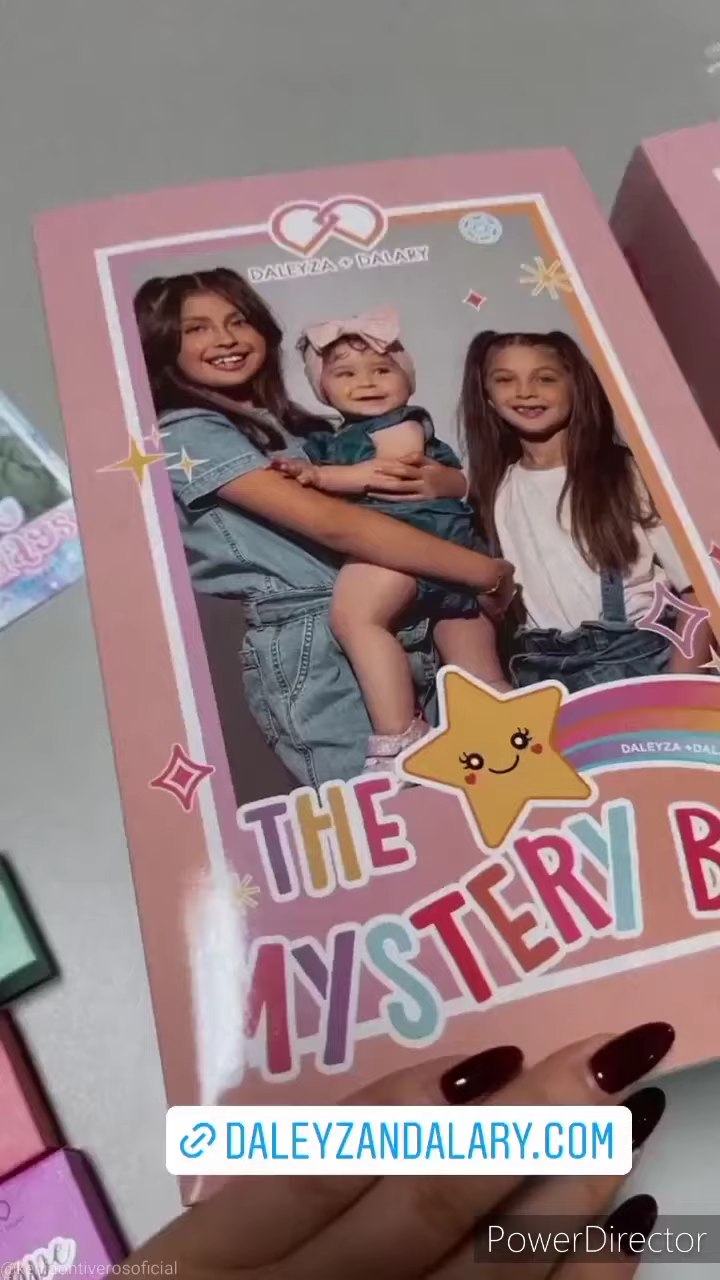 DALEYZA + DALARY
DALEYZA + DAL
THE
MYSTERY B
DALEYZANDALARY.COM
PowerDirector